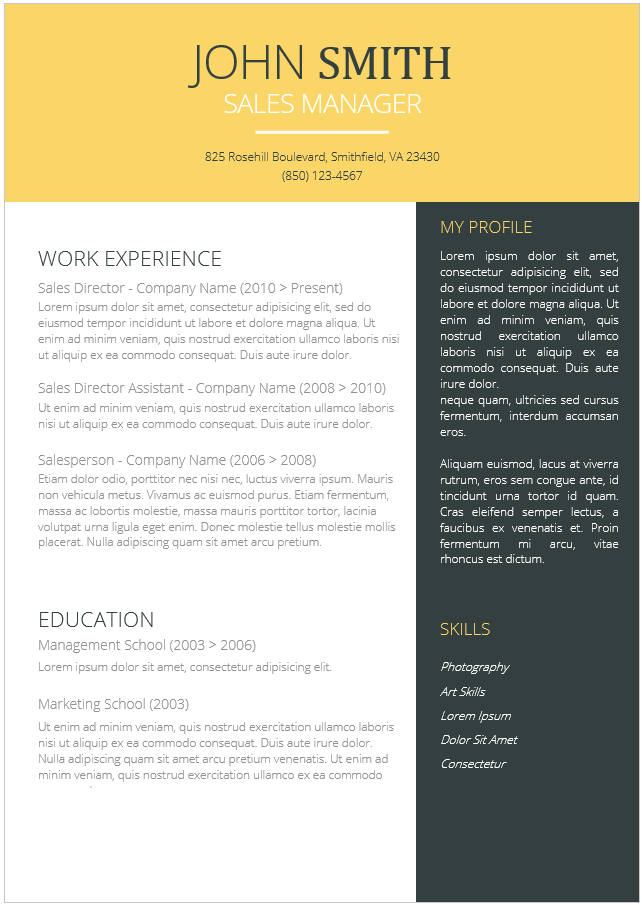 JOHN SMITH
SALES MANAGER
825 Rosehill Boulevard, Smithfield, VA 23430
(850) 123-4567
WORK EXPERIENCE
Sales Director - Company Name (2010 > Present)
Lorem ipsum dolor sit amet, consectetur adipisicing elit, sed do
eiusmod tempor incididunt ut labore et dolore magna aliqua. Ut
enim ad minim veniam, quis nostrud exercitation ullamco laboris nisi
ut aliquip ex ea commodo consequat. Duis aute irure dolor.
Sales Director Assistant - Company Name (2008 > 2010)
Ut enim ad minim veniam, quis nostrud exercitation ullamco laboris
nisi ut aliquip ex ea commodo consequat. Duis aute irure dolor.
Salesperson - Company Name (2006 > 2008)
Etiam dolor odio, porttitor nec nisi nec, luctus viverra ipsum. Mauris
non vehicula metus. Vivamus ac euismod purus. Etiam fermentum,
massa ac lobortis molestie, massa mauris porttitor tortor, lacinia
volutpat urna ligula eget enim. Donec molestie tellus molestie mollis
placerat. Nulla adipiscing quam sit amet arcu pretium.
EDUCATION
Management School (2003 > 2006)
Lorem ipsum dolor sit amet, consectetur adipisicing elit.
Marketing School (2003)
Ut enim ad minim veniam, quis nostrud exercitation ullamco laboris
nisi ut aliquip ex ea commodo consequat. Duis aute irure dolor.
Nulla adipiscing quam sit amet arcu pretium venenatis. Ut enim ad
minim veniam, quis nostrud exercitation ullamco ex ea commodo
MY PROFILE
Lorem ipsum dolor sit amet,
consectetur adipisicing elit, sed
do eiusmod tempor incididunt ut
labore et dolore magna aliqua. Ut
enim ad minim veniam, quis
nostrud exercitation ullamco
laboris nisi ut aliquip ex ea
commodo consequat. Duis aute
irure dolor.
neque quam, ultricies sed cursus
fermentum, interdum accumsan
eros.
Aliquam euismod, lacus at viverra
rutrum, eros sem congue ante, id
tincidunt urna tortor id quam.
Cras eleifend semper lectus, a
faucibus ex venenatis et. Proin
fermentum mi arcu, vitae
rhoncus est dictum.
SKILLS
Photography
Art Skills
Lorem Ipsum
Dolor Sit Amet
Consectetur